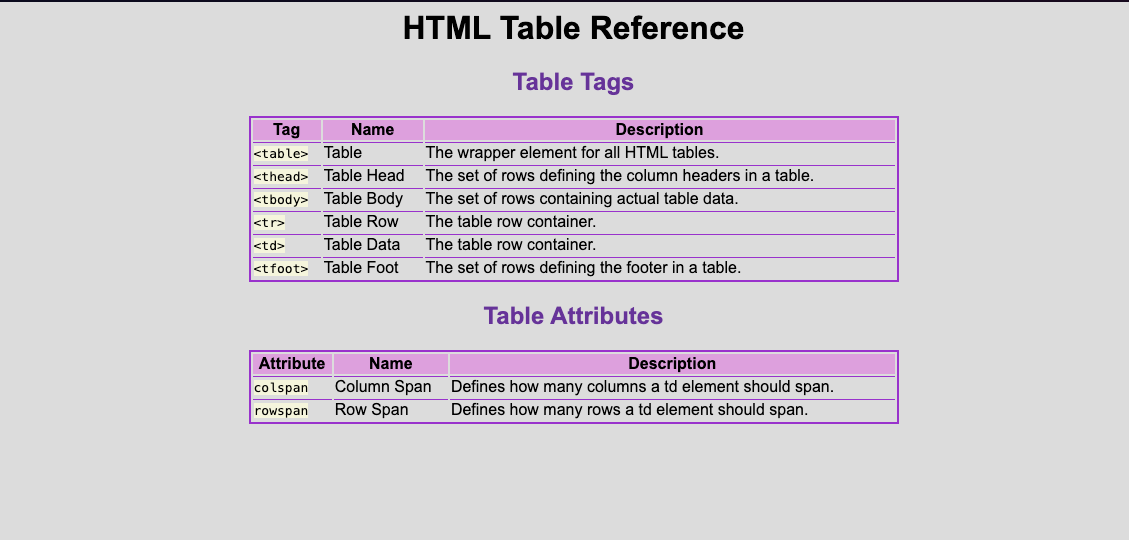 HTML Table Reference
Table Tags
Tag Name Description
<table> Table The wrapper element for all HTML tables.
<thead> Table Head The set of rows defining the column headers in a table.
<tbody> Table Body The set of rows containing actual table data.
<tr> Table Row The table row container.
<td> Table Data The table row container.
<tfoot> Table Foot The set of rows defining the footer in a table.
Table Attributes
Attribute Name Description
colspan Column Span Defines how many columns a td element should span.
rowspan Row Span Defines how many rows a td element should span.